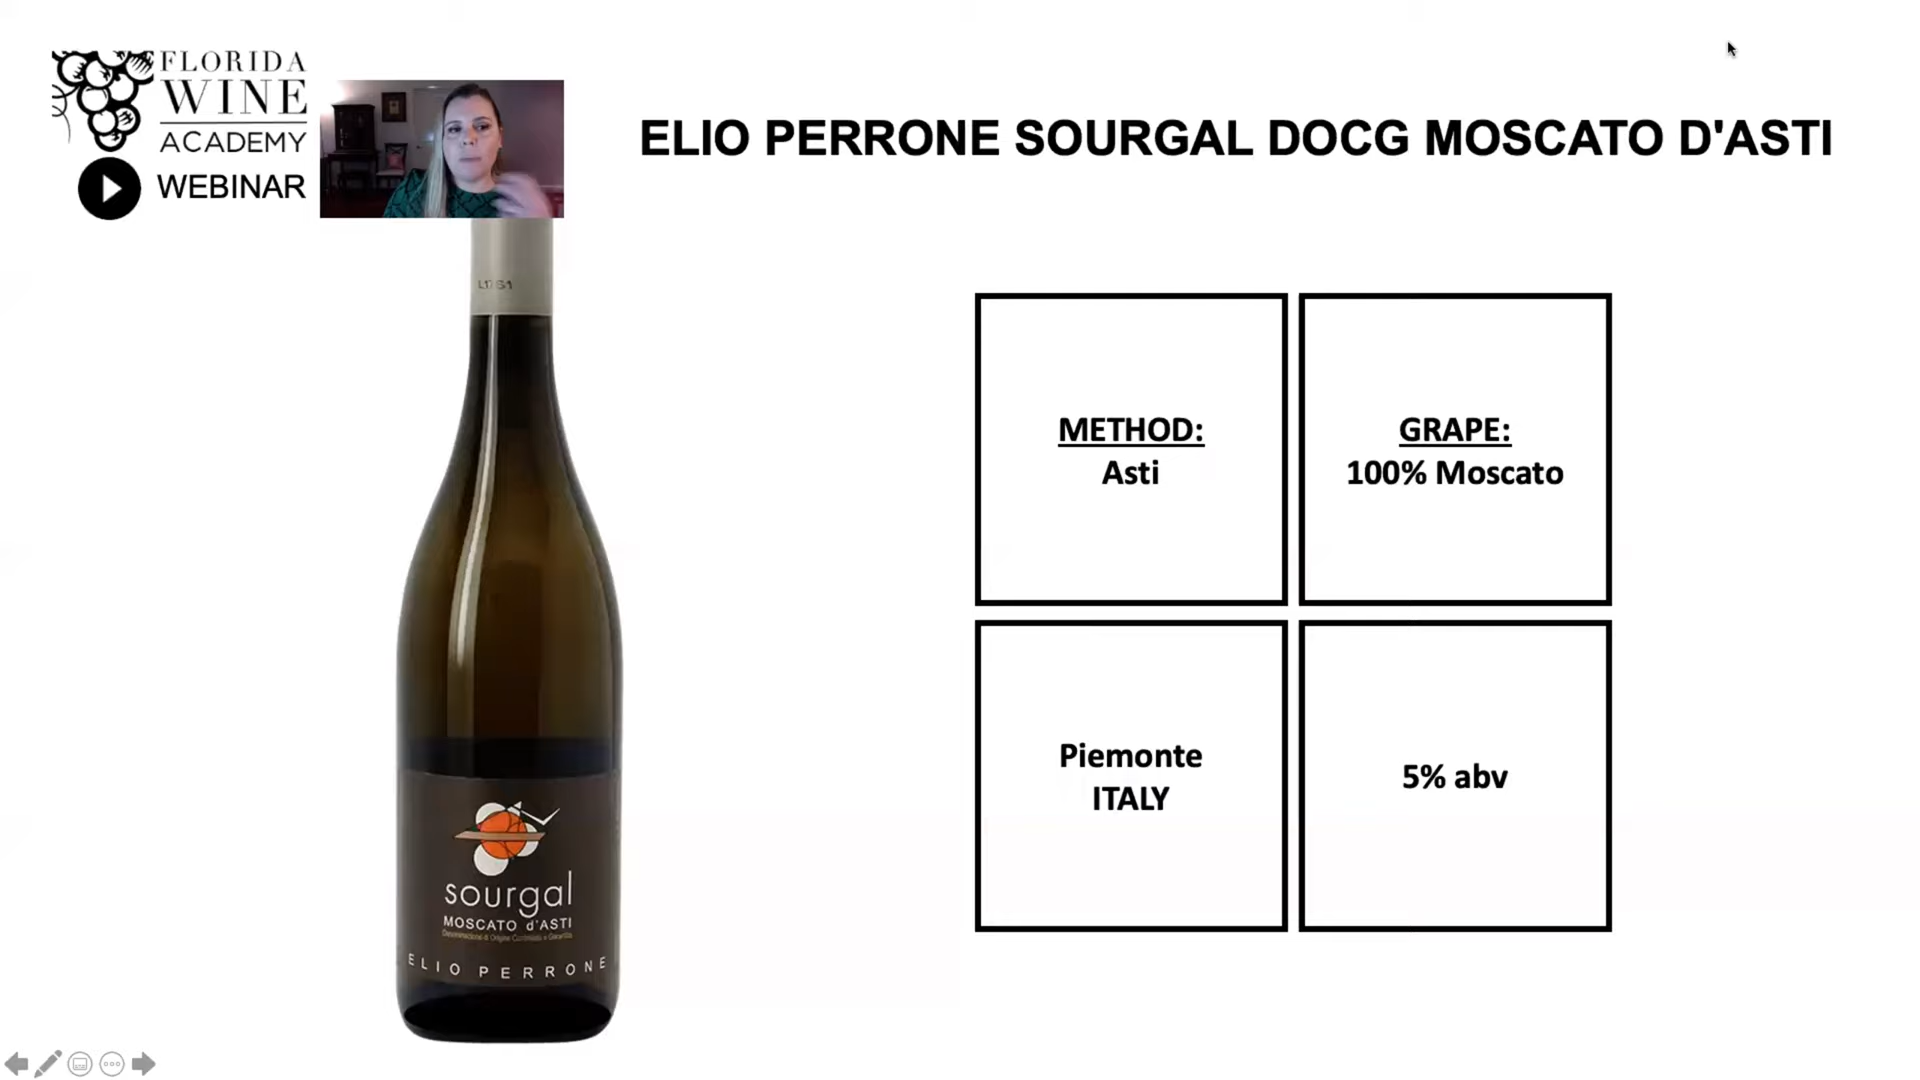 FLORIDA
WINE
ACADEMY
WEBINAR
ELIO PERRONE SOURGAL DOCG MOSCATO D'ASTI
METHOD:
Asti
GRAPE:
100% Moscato
Piemonte
ITALY
5% abv
sourgal
MOSCATO d'ASTI
ELIO PERRONE